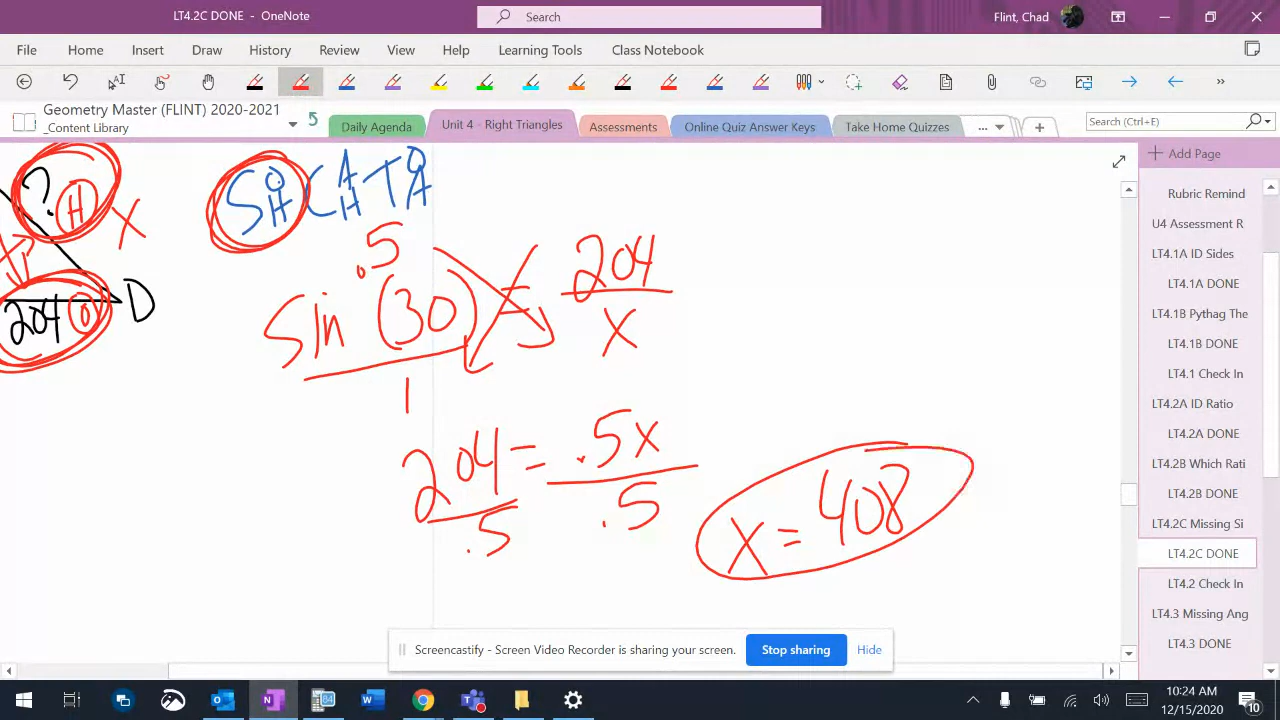 LT4.2C DONE - OneNote
Search
Flint, Chad
File Home Insert Draw History Review View Help Learning Tools Class Notebook
Geometry Master (FLINT) 2020-2021
_Content Library
Daily Agenda
Unit 4 - Right Triangles
Assessments
Online Quiz Answer Keys
Take Home Quizzes
...
Search (Ctrl+E)
Add Page
Rubric Remind
U4 Assessment R
LT4.1A ID Sides
LT4.1A DONE
LT4.1B Pythag The
LT4.1B DONE
LT4.1 Check In
LT4.2A ID Ratio
LT4.2A DONE
LT4.2B Which Rati
LT4.2B DONE
LT4.2C Missing Si
LT4.2C DONE
LT4.2 Check In
LT4.3 Missing Ang
LT4.3 DONE
? H X
204 O D
S O H C A H T O A
.5
sin (30) = 204
1 X
204 = .5x
.5 .5
X = 408
Screencastify - Screen Video Recorder is sharing your screen.
Stop sharing
Hide
10:24 AM
12/15/2020
10